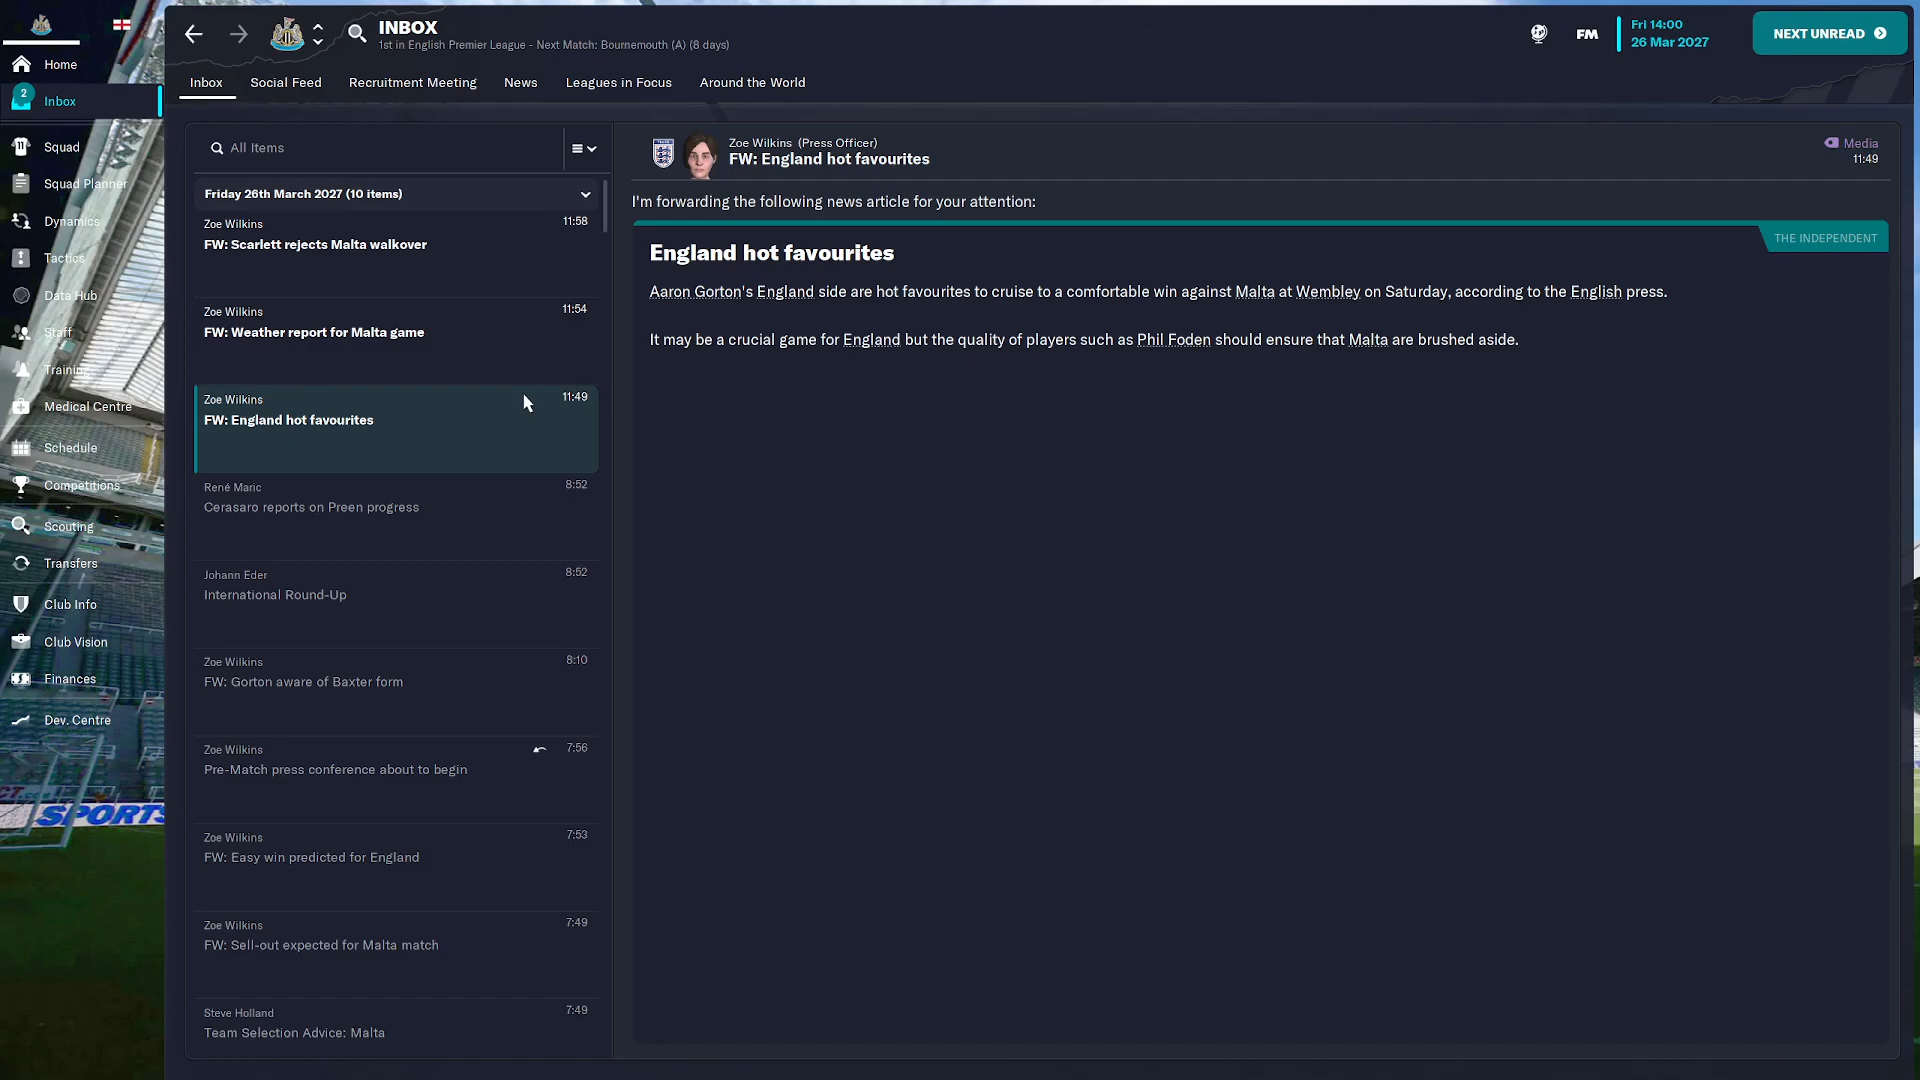 INBOX
1st in English Premier League - Next Match: Bournemouth (A) (8 days)
FM
Fri 14:00
26 Mar 2027
NEXT UNREAD
Home
2
Inbox
Squad
Squad Planner
Dynamics
Tactics
Data Hub
Staff
Training
Medical Centre
Schedule
Competitions
Scouting
Transfers
Club Info
Club Vision
Finances
Dev. Centre
SPORTS
Inbox
Social Feed
Recruitment Meeting
News
Leagues in Focus
Around the World
All Items
Friday 26th March 2027 (10 items)
Zoe Wilkins
11:58
FW: Scarlett rejects Malta walkover
Zoe Wilkins
11:54
FW: Weather report for Malta game
Zoe Wilkins
11:49
FW: England hot favourites
René Maric
8:52
Cerasaro reports on Preen progress
Johann Eder
8:52
International Round-Up
Zoe Wilkins
8:10
FW: Gorton aware of Baxter form
Zoe Wilkins
7:56
Pre-Match press conference about to begin
Zoe Wilkins
7:53
FW: Easy win predicted for England
Zoe Wilkins
7:49
FW: Sell-out expected for Malta match
Steve Holland
7:49
Team Selection Advice: Malta
Zoe Wilkins (Press Officer)
FW: England hot favourites
Media
11:49
I'm forwarding the following news article for your attention:
THE INDEPENDENT
England hot favourites
Aaron Gorton's England side are hot favourites to cruise to a comfortable win against Malta at Wembley on Saturday, according to the English press.
It may be a crucial game for England but the quality of players such as Phil Foden should ensure that Malta are brushed aside.